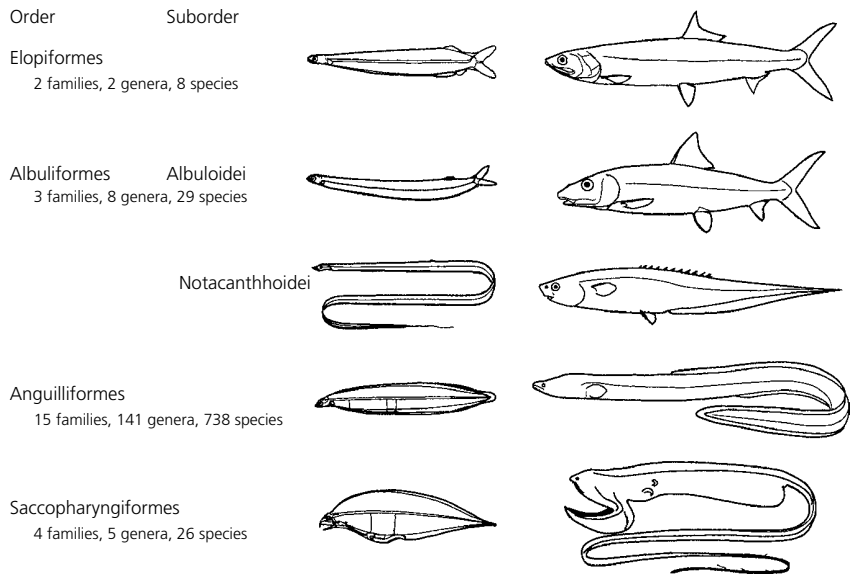 Order Suborder
Elopiformes
2 families, 2 genera, 8 species
Albuliformes Albuloidei
3 families, 8 genera, 29 species
Notacanthhoidei
Anguilliformes
15 families, 141 genera, 738 species
Saccopharyngiformes
4 families, 5 genera, 26 species